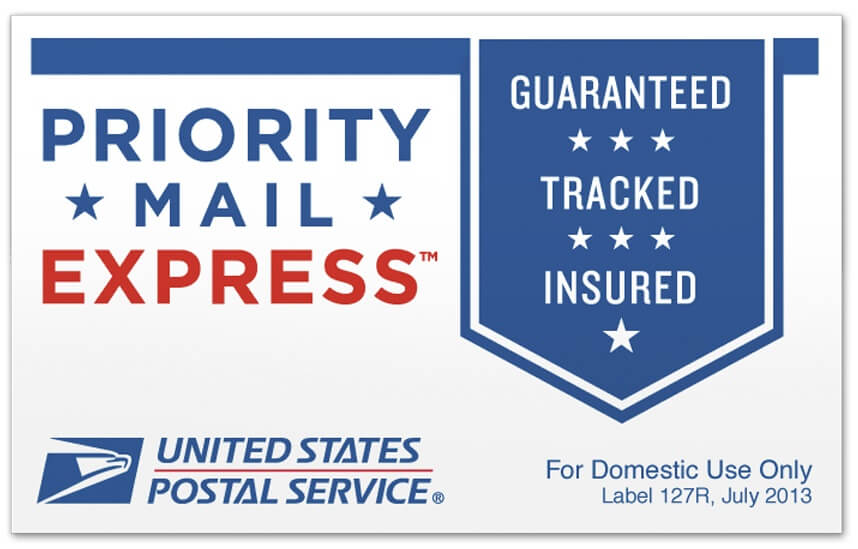 PRIORITY
★ MAIL ★
EXPRESS™
GUARANTEED
★ ★ ★
TRACKED
★ ★ ★
INSURED
★
UNITED STATES
POSTAL SERVICE®
For Domestic Use Only
Label 127R, July 2013